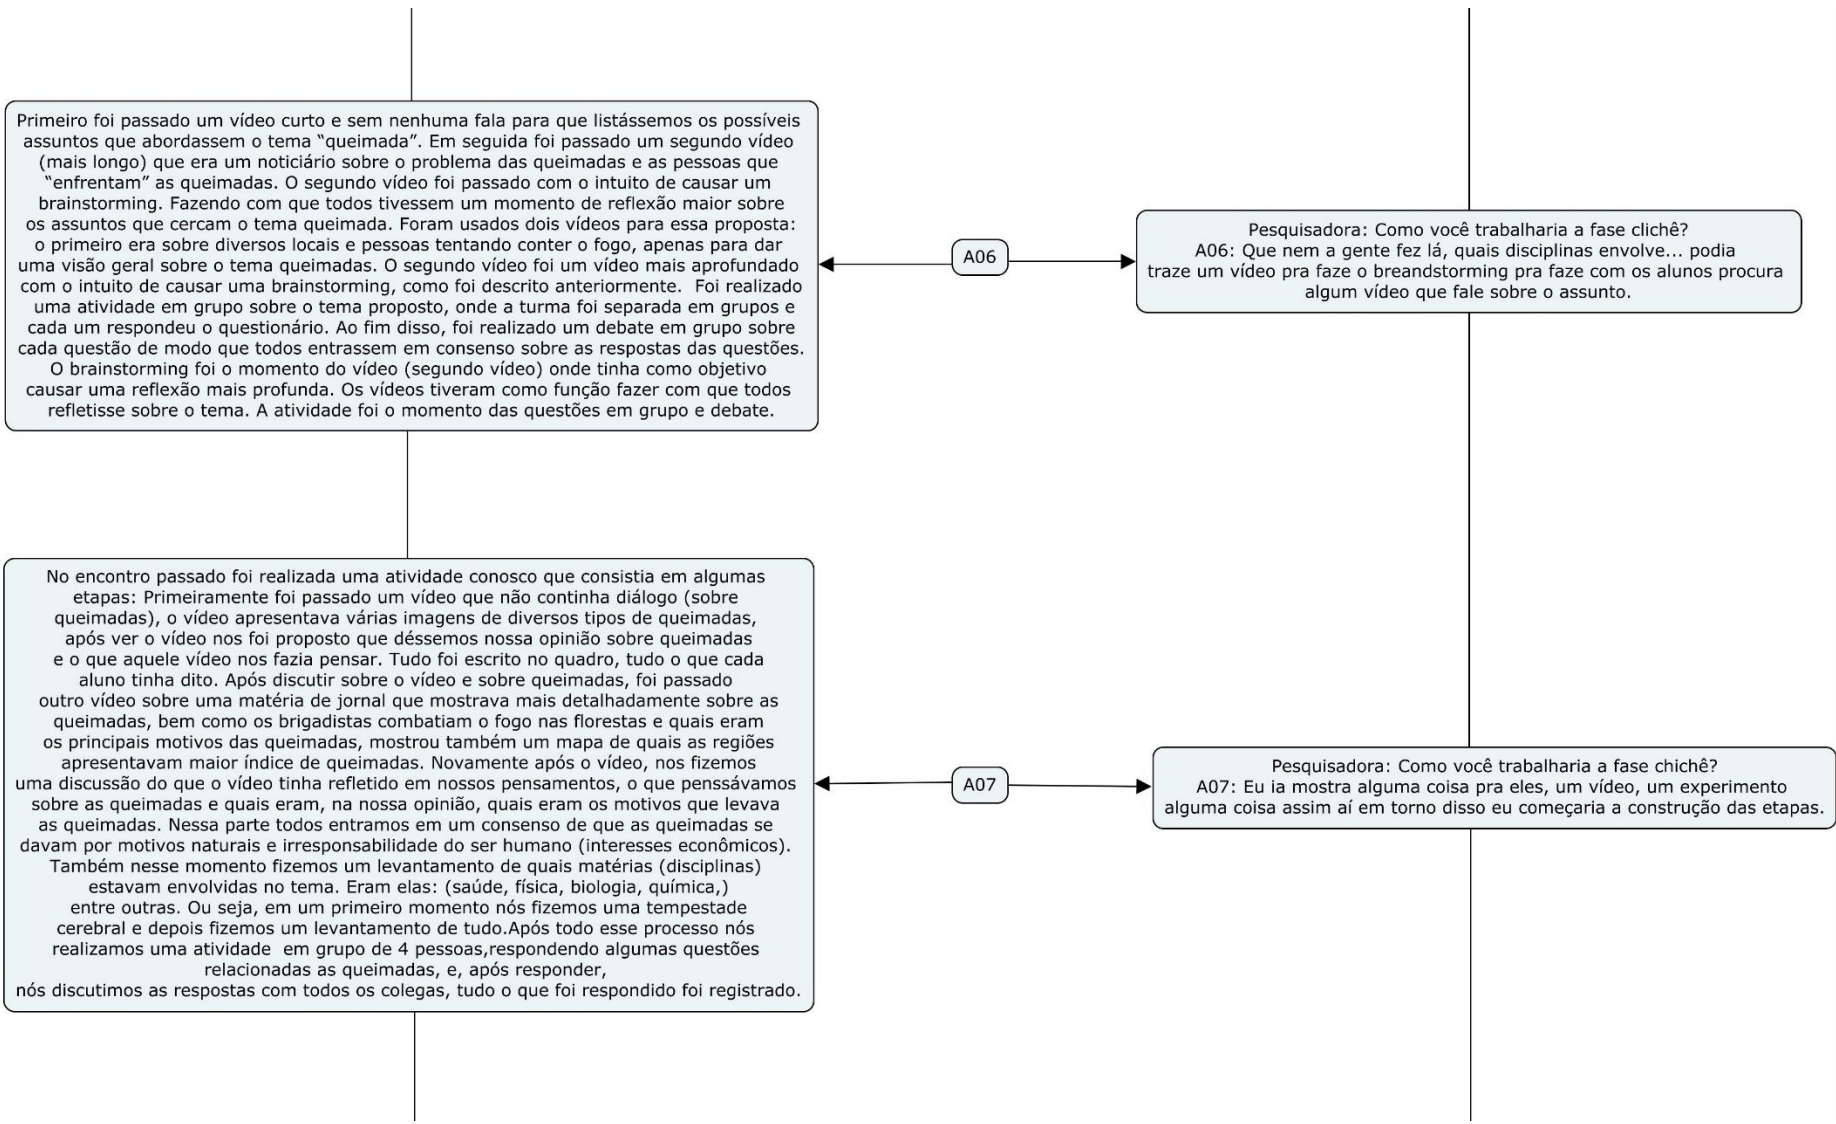 Primeiro foi passado um vídeo curto e sem nenhuma fala para que listássemos os possíveis
assuntos que abordassem o tema “queimada”. Em seguida foi passado um segundo vídeo
(mais longo) que era um noticiário sobre o problema das queimadas e as pessoas que
“enfrentam” as queimadas. O segundo vídeo foi passado com o intuito de causar um
brainstorming. Fazendo com que todos tivessem um momento de reflexão maior sobre
os assuntos que cercam o tema queimada. Foram usados dois vídeos para essa proposta:
o primeiro era sobre diversos locais e pessoas tentando conter o fogo, apenas para dar
uma visão geral sobre o tema queimadas. O segundo vídeo foi um vídeo mais aprofundado
com o intuito de causar uma brainstorming, como foi descrito anteriormente.  Foi realizado
uma atividade em grupo sobre o tema proposto, onde a turma foi separada em grupos e
cada um respondeu o questionário. Ao fim disso, foi realizado um debate em grupo sobre
cada questão de modo que todos entrassem em consenso sobre as respostas das questões.
O brainstorming foi o momento do vídeo (segundo vídeo) onde tinha como objetivo
causar uma reflexão mais profunda. Os vídeos tiveram como função fazer com que todos
refletisse sobre o tema. A atividade foi o momento das questões em grupo e debate.
A06
Pesquisadora: Como você trabalharia a fase clichê?
A06: Que nem a gente fez lá, quais disciplinas envolve... podia
traze um vídeo pra faze o breandstorming pra faze com os alunos procura
algum vídeo que fale sobre o assunto.
No encontro passado foi realizada uma atividade conosco que consistia em algumas
etapas: Primeiramente foi passado um vídeo que não continha diálogo (sobre
queimadas), o vídeo apresentava várias imagens de diversos tipos de queimadas,
após ver o vídeo nos foi proposto que déssemos nossa opinião sobre queimadas
e o que aquele vídeo nos fazia pensar. Tudo foi escrito no quadro, tudo o que cada
aluno tinha dito. Após discutir sobre o vídeo e sobre queimadas, foi passado
outro vídeo sobre uma matéria de jornal que mostrava mais detalhadamente sobre as
queimadas, bem como os brigadistas combatiam o fogo nas florestas e quais eram
os principais motivos das queimadas, mostrou também um mapa de quais as regiões
apresentavam maior índice de queimadas. Novamente após o vídeo, nos fizemos
uma discussão do que o vídeo tinha refletido em nossos pensamentos, o que penssávamos
sobre as queimadas e quais eram, na nossa opinião, quais eram os motivos que levava
as queimadas. Nessa parte todos entramos em um consenso de que as queimadas se
davam por motivos naturais e irresponsabilidade do ser humano (interesses econômicos).
Também nesse momento fizemos um levantamento de quais matérias (disciplinas)
estavam envolvidas no tema. Eram elas: (saúde, física, biologia, química,)
entre outras. Ou seja, em um primeiro momento nós fizemos uma tempestade
cerebral e depois fizemos um levantamento de tudo.Após todo esse processo nós
realizamos uma atividade  em grupo de 4 pessoas,respondendo algumas questões
relacionadas as queimadas, e, após responder,
nós discutimos as respostas com todos os colegas, tudo o que foi respondido foi registrado.
A07
Pesquisadora: Como você trabalharia a fase chichê?
A07: Eu ia mostra alguma coisa pra eles, um vídeo, um experimento
alguma coisa assim aí em torno disso eu começaria a construção das etapas.